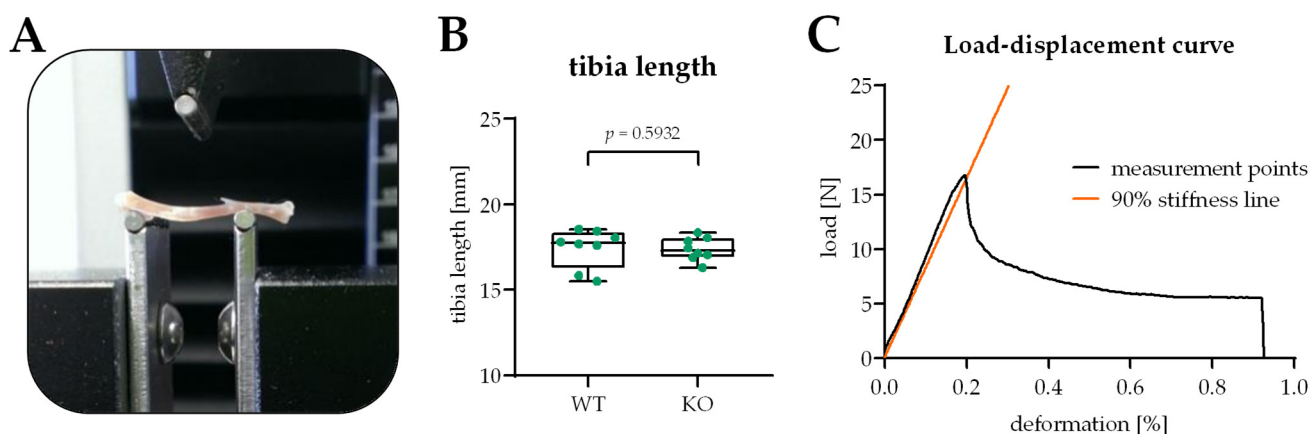 A
B
tibia length
tibia length [mm]
25
20
15
10
p = 0.5932
WT
KO
C
Load-displacement curve
load [N]
25
20
15
10
5
0
measurement points
90% stiffness line
0.0
0.2
0.4
0.6
0.8
1.0
deformation [%]